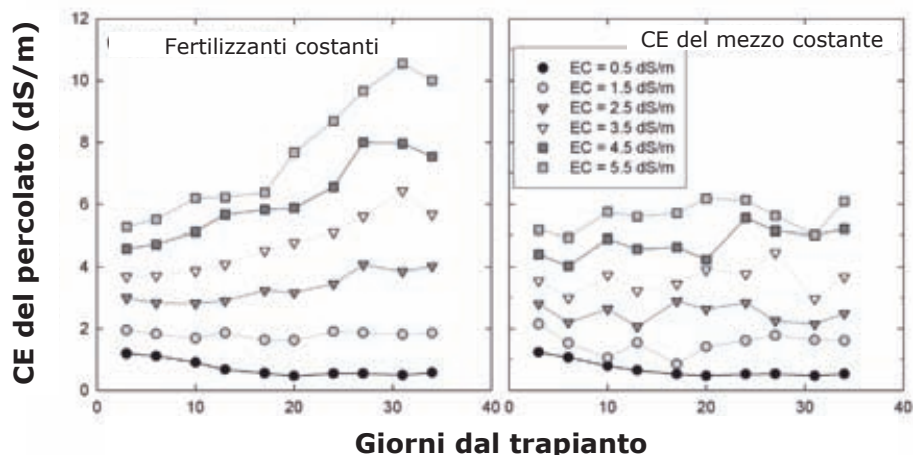 Fertilizzanti costanti
CE del mezzo costante
EC = 0.5 dS/m
EC = 1.5 dS/m
EC = 2.5 dS/m
EC = 3.5 dS/m
EC = 4.5 dS/m
EC = 5.5 dS/m
CE del percolato (dS/m)
12
10
8
6
4
2
0
0
10
20
30
40
0
10
20
30
40
Giorni dal trapianto